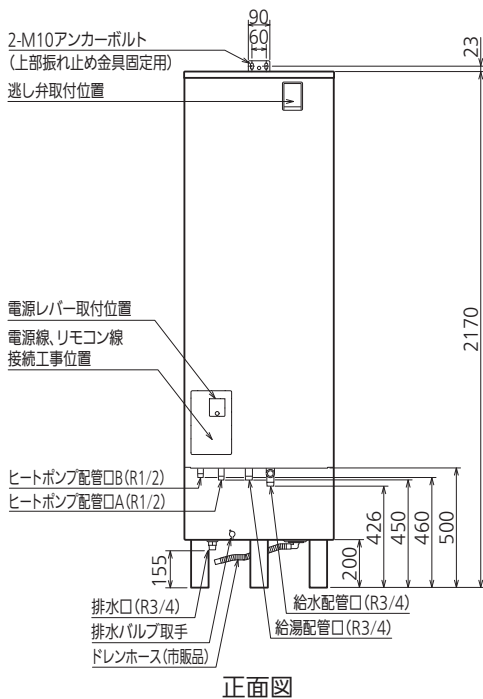 90
60
2-M10アンカーボルト
(上部振れ止め金具固定用)
23
逃し弁取付位置
2170
電源レバー取付位置
電源線、リモコン線
接続工事位置
ヒートポンプ配管口B(R1/2)
ヒートポンプ配管口A(R1/2)
426
450
460
500
200
155
排水口(R3/4)
給水配管口(R3/4)
排水バルブ取手
給湯配管口(R3/4)
ドレンホース(市販品)
正面図